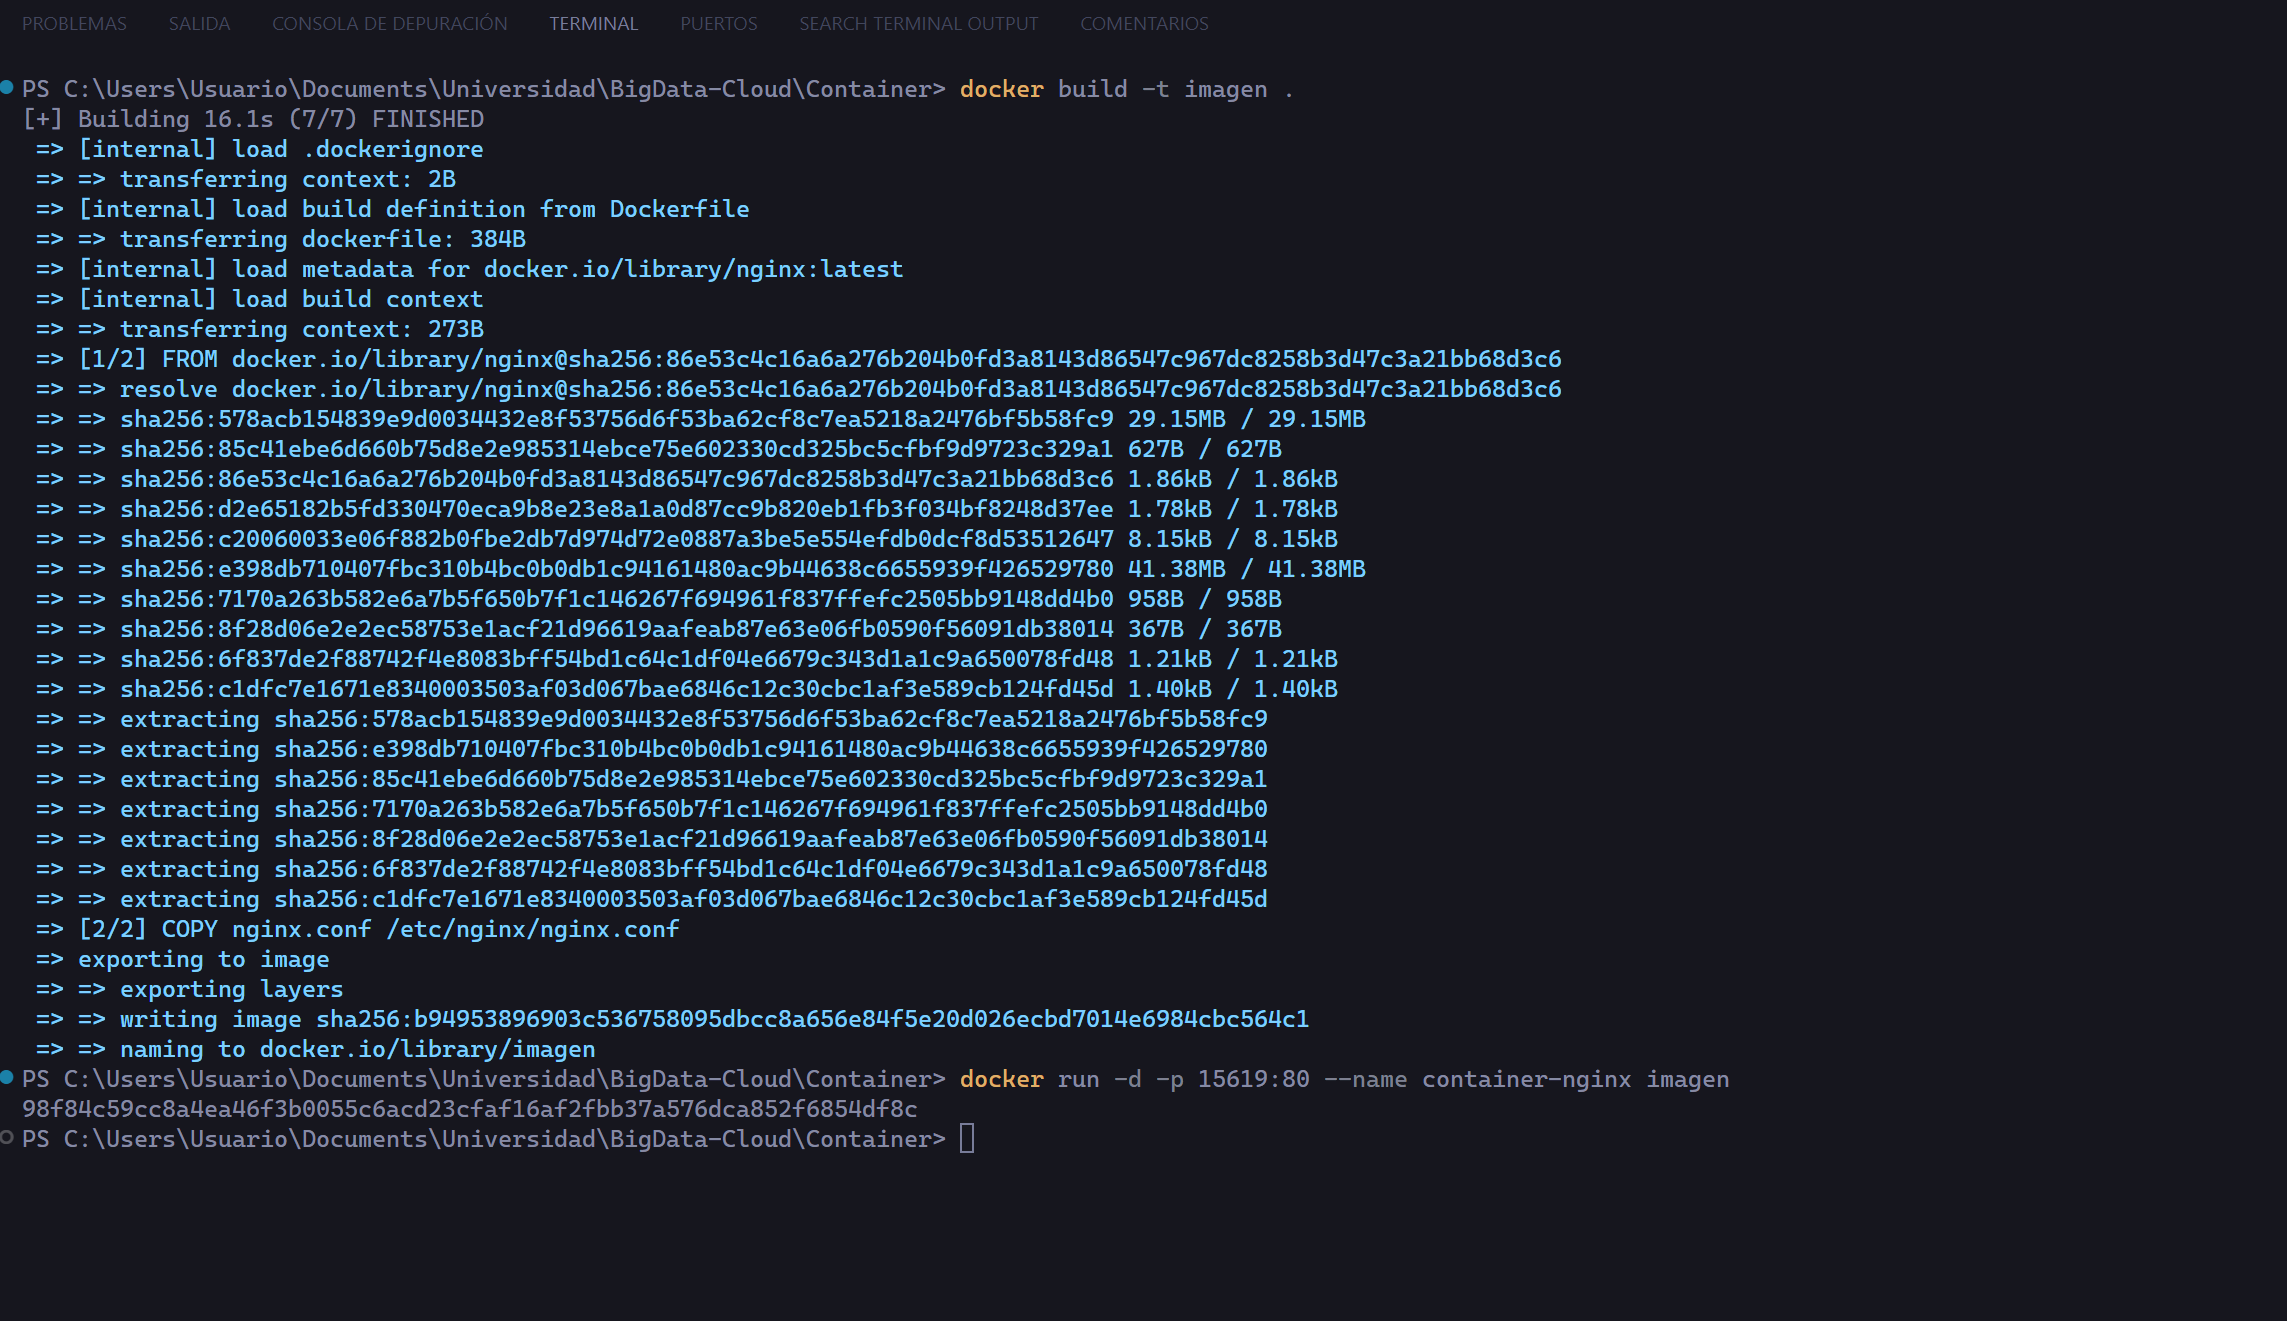 PROBLEMAS SALIDA CONSOLA DE DEPURACIÓN TERMINAL PUERTOS SEARCH TERMINAL OUTPUT COMENTARIOS
PS C:\Users\Usuario\Documents\Universidad\BigData-Cloud\Container> docker build -t imagen .
[+] Building 16.1s (7/7) FINISHED
=> [internal] load .dockerignore
=> => transferring context: 2B
=> [internal] load build definition from Dockerfile
=> => transferring dockerfile: 384B
=> [internal] load metadata for docker.io/library/nginx:latest
=> [internal] load build context
=> => transferring context: 273B
=> [1/2] FROM docker.io/library/nginx@sha256:86e53c4c16a6a276b204b0fd3a8143d86547c967dc8258b3d47c3a21bb68d3c6
=> => resolve docker.io/library/nginx@sha256:86e53c4c16a6a276b204b0fd3a8143d86547c967dc8258b3d47c3a21bb68d3c6
=> => sha256:578acb154839e9d0034432e8f53756d6f53ba62cf8c7ea5218a2476bf5b58fc9 29.15MB / 29.15MB
=> => sha256:85c41ebe6d660b75d8e2e985314ebce75e602330cd325bc5cfbf9d9723c329a1 627B / 627B
=> => sha256:86e53c4c16a6a276b204b0fd3a8143d86547c967dc8258b3d47c3a21bb68d3c6 1.86kB / 1.86kB
=> => sha256:d2e65182b5fd330470eca9b8e23e8a1a0d87cc9b820eb1fb3f034bf8248d37ee 1.78kB / 1.78kB
=> => sha256:c20060033e06f882b0fbe2db7d974d72e0887a3be5e554efdb0dcf8d53512647 8.15kB / 8.15kB
=> => sha256:e398db710407fbc310b4bc0b0db1c94161480ac9b44638c6655939f426529780 41.38MB / 41.38MB
=> => sha256:7170a263b582e6a7b5f650b7f1c146267f694961f837ffefc2505bb9148dd4b0 958B / 958B
=> => sha256:8f28d06e2e2ec58753e1acf21d96619aafeab87e63e06fb0590f56091db38014 367B / 367B
=> => sha256:6f837de2f88742f4e8083bff54bd1c64c1df04e6679c343d1a1c9a650078fd48 1.21kB / 1.21kB
=> => sha256:c1dfc7e1671e8340003503af03d067bae6846c12c30cbc1af3e589cb124fd45d 1.40kB / 1.40kB
=> => extracting sha256:578acb154839e9d0034432e8f53756d6f53ba62cf8c7ea5218a2476bf5b58fc9
=> => extracting sha256:e398db710407fbc310b4bc0b0db1c94161480ac9b44638c6655939f426529780
=> => extracting sha256:85c41ebe6d660b75d8e2e985314ebce75e602330cd325bc5cfbf9d9723c329a1
=> => extracting sha256:7170a263b582e6a7b5f650b7f1c146267f694961f837ffefc2505bb9148dd4b0
=> => extracting sha256:8f28d06e2e2ec58753e1acf21d96619aafeab87e63e06fb0590f56091db38014
=> => extracting sha256:6f837de2f88742f4e8083bff54bd1c64c1df04e6679c343d1a1c9a650078fd48
=> => extracting sha256:c1dfc7e1671e8340003503af03d067bae6846c12c30cbc1af3e589cb124fd45d
=> [2/2] COPY nginx.conf /etc/nginx/nginx.conf
=> exporting to image
=> => exporting layers
=> => writing image sha256:b94953896903c536758095dbcc8a656e84f5e20d026ecbd7014e6984cbc564c1
=> => naming to docker.io/library/imagen
PS C:\Users\Usuario\Documents\Universidad\BigData-Cloud\Container> docker run -d -p 15619:80 --name container-nginx imagen
98f84c59cc8a4ea46f3b0055c6acd23cfaf16af2fbb37a576dca852f6854df8c
PS C:\Users\Usuario\Documents\Universidad\BigData-Cloud\Container>